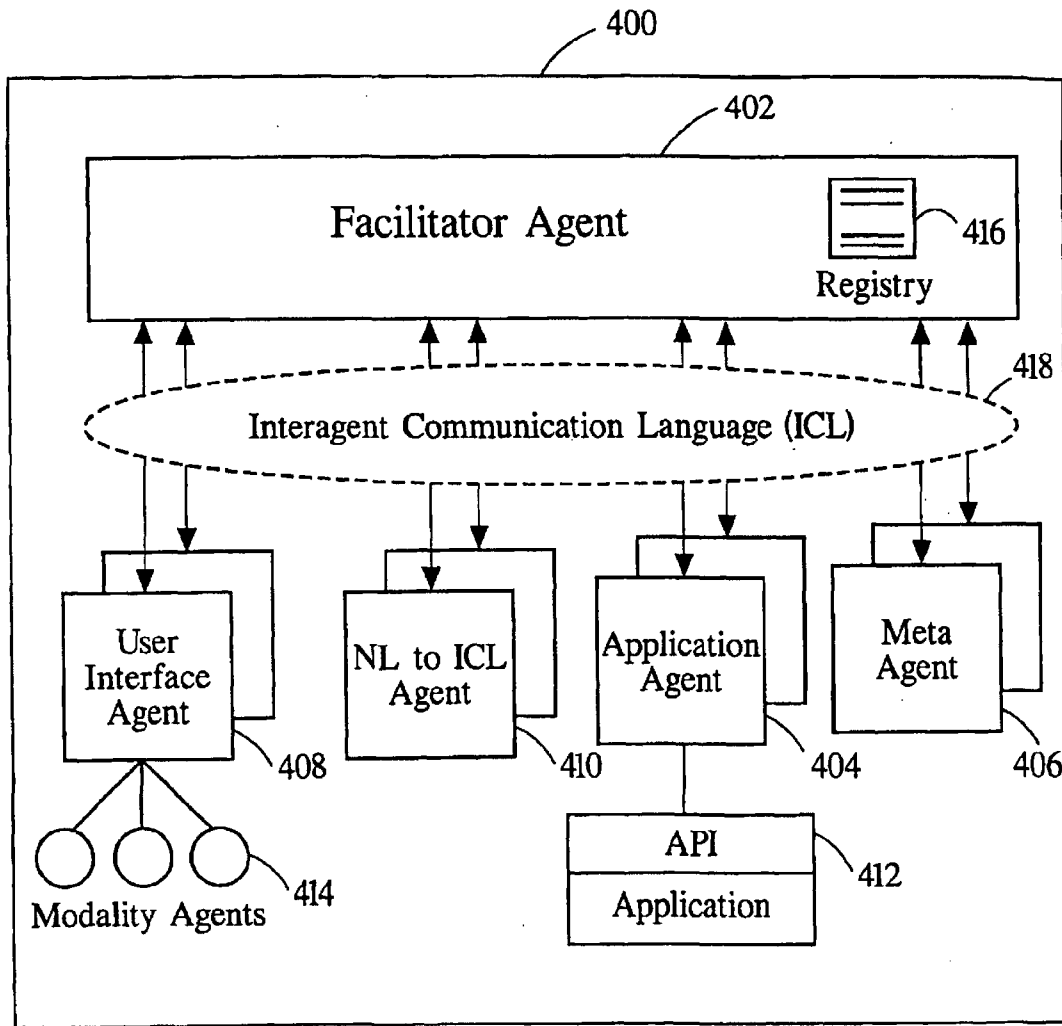 400
402
Facilitator Agent
416
Registry
418
Interagent Communication Language (ICL)
User
Interface
Agent
408
NL to ICL
Agent
410
Application
Agent
404
Meta
Agent
406
414
Modality Agents
API
412
Application